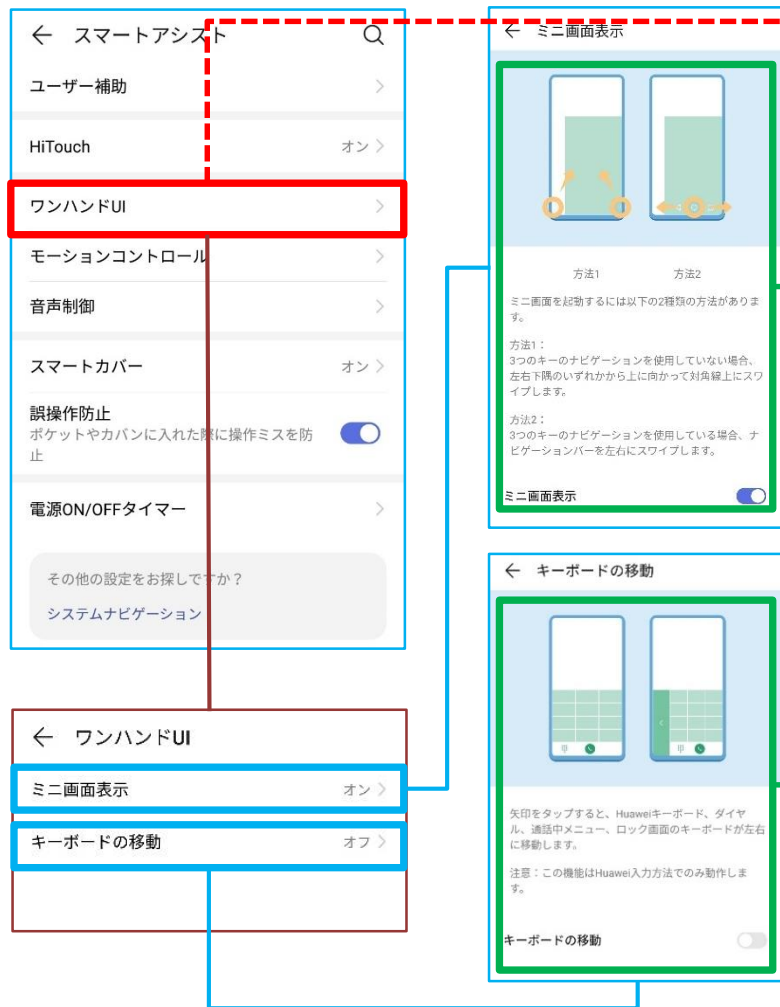 スマートアシスト
ユーザー補助
HiTouch
オン
ワンハンドUI
モーションコントロール
音声制御
スマートカバー
オン
誤操作防止
ポケットやカバンに入れた際に操作ミスを防
止
電源ON/OFFタイマー
その他の設定をお探しですか？
システムナビゲーション
ワンハンドUI
ミニ画面表示
オン
キーボードの移動
オフ
ミニ画面表示
方法1
方法2
ミニ画面を起動するには以下の2種類の方法がありま
す。
方法1：
3つのキーのナビゲーションを使用していない場合、
左右下隅のいずれかから上に向かって対角線上にスワ
イプします。
方法2：
3つのキーのナビゲーションを使用している場合、ナ
ビゲーションバーを左右にスワイプします。
ミニ画面表示
キーボードの移動
矢印をタップすると、Huaweiキーボード、ダイヤ
ル、通話中メニュー、ロック画面のキーボードが左右
に移動します。
注意：この機能はHuawei入力方法でのみ動作しま
す。
キーボードの移動